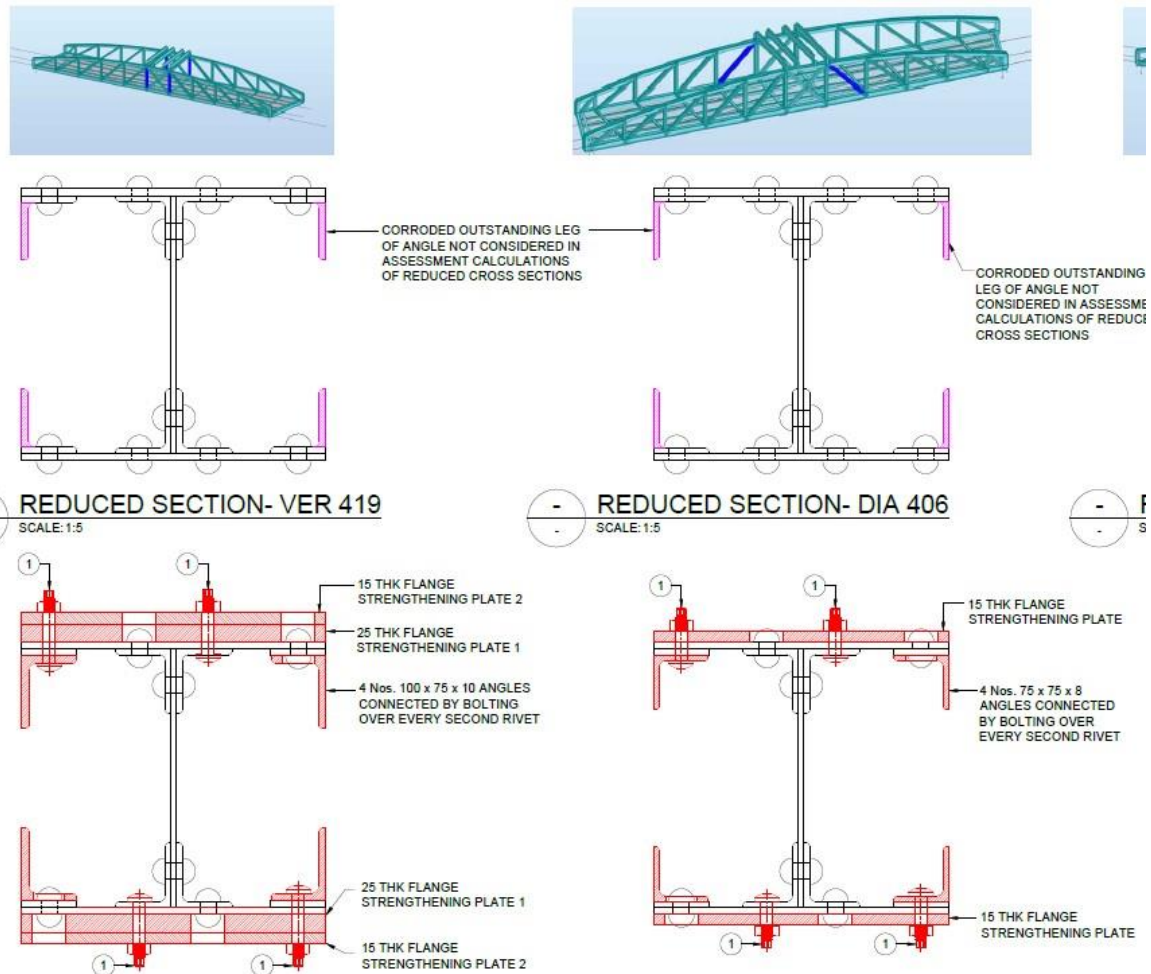 CORRODED OUTSTANDING LEG
OF ANGLE NOT CONSIDERED IN
ASSESSMENT CALCULATIONS
OF REDUCED CROSS SECTIONS
CORRODED OUTSTANDING
LEG OF ANGLE NOT
CONSIDERED IN
CALCULATIONS OF
CROSS SECTIONS
REDUCED SECTION- VER 419
SCALE:1:5
-
-
REDUCED SECTION- DIA 406
SCALE:1:5
-
-
1
1
15 THK FLANGE
STRENGTHENING PLATE 2
25 THK FLANGE
STRENGTHENING PLATE 1
4 Nos. 100 x 75 x 10 ANGLES
CONNECTED BY BOLTING
OVER EVERY SECOND RIVET
25 THK FLANGE
STRENGTHENING PLATE 1
15 THK FLANGE
STRENGTHENING PLATE 2
1
1
1
1
15 THK FLANGE
STRENGTHENING PLATE
4 Nos. 75 x 75 x 8
ANGLES CONNECTED
BY BOLTING OVER
EVERY SECOND RIVET
15 THK FLANGE
STRENGTHENING PLATE
1
1